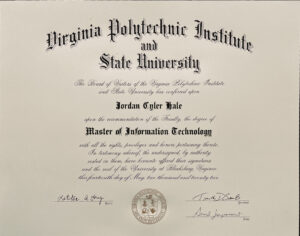 Virginia Polytechnic Institute
and
State University
The Board of Visitors of the Virginia Polytechnic Institute
and State University has conferred upon
Jordan Tyler Hale
upon the recommendation of the Faculty, the degree of
Master of Information Technology
with all the rights, privileges and honors pertaining thereto.
In testimony whereof, the undersigned, by authority
vested in them, have hereunto affixed their signatures
and the seal of the University at Blacksburg, Virginia
this fourteenth day of May, two thousand and twenty-two